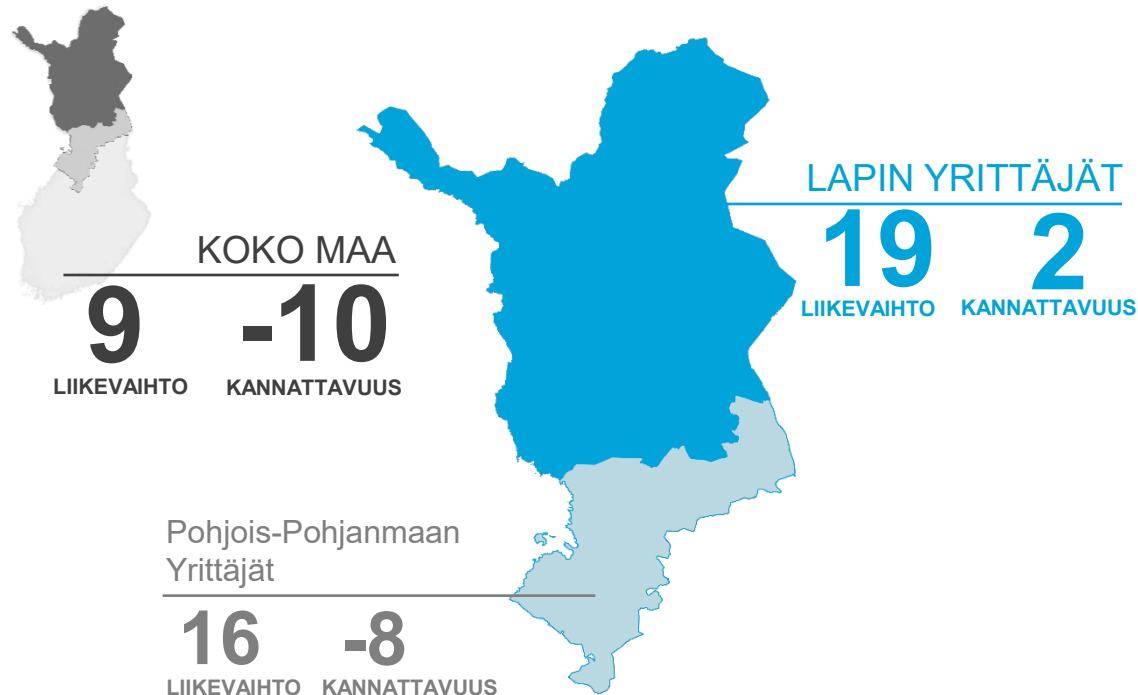 LAPIN YRITTÄJÄT
19 2
LIIKEVAIHTO KANNATTAVUUS
KOKO MAA
9 -10
LIIKEVAIHTO KANNATTAVUUS
Pohjois-Pohjanmaan
Yrittäjät
16 -8
LIIKEVAIHTO KANNATTAVUUS